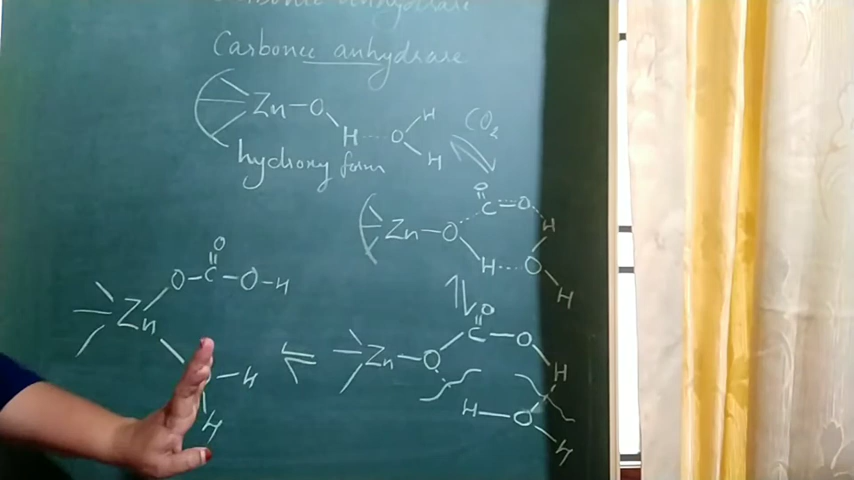 Carbonic anhydrase
Carbonic anhydrase
Zn—O
H····O
H
H
CO2
hydroxy form
Zn—O
O
C=O
H
H····O
H
O
O—C—O—H
Zn
H
H
Zn—O
O
C—O
H
H—O
H